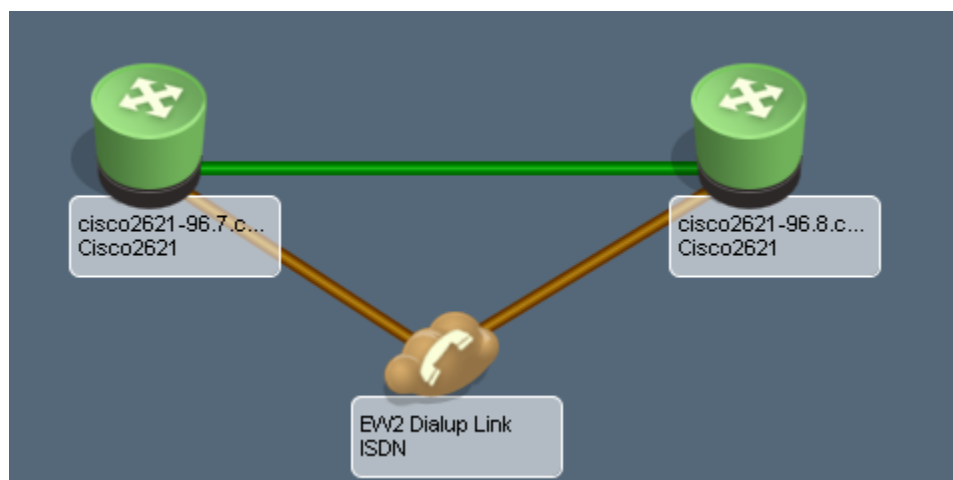 cisco2621-96.7.c...
Cisco2621
cisco2621-96.8.c...
Cisco2621
EW2 Dialup Link
ISDN